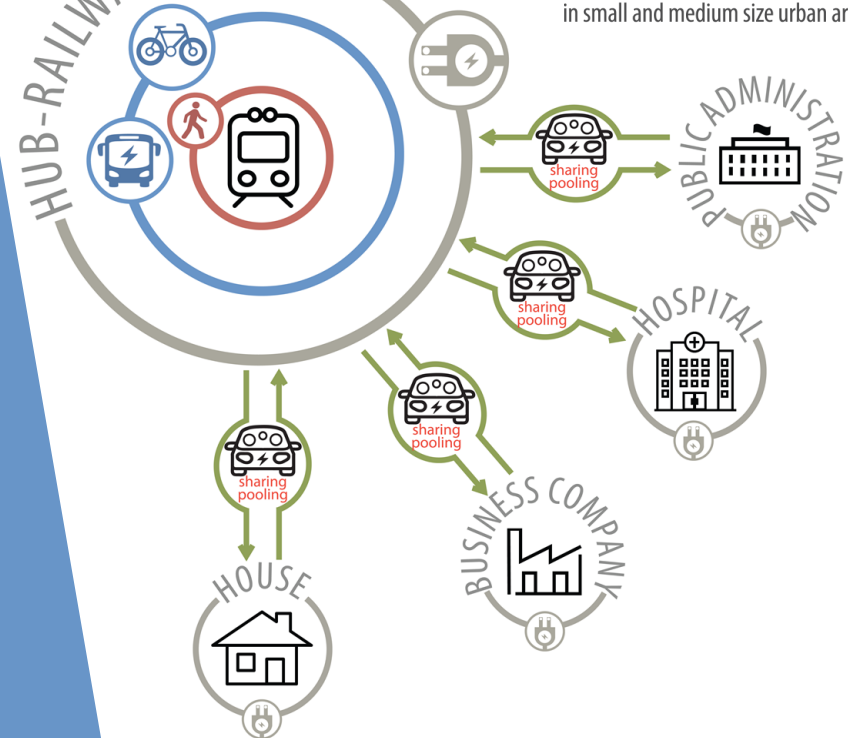 in small and medium size urban
HUB-RAILW
PUBLIC ADMINISTRATION
sharing
pooling
HOSPITAL
sharing
pooling
sharing
pooling
BUSINESS COMPANY
sharing
pooling
HOUSE